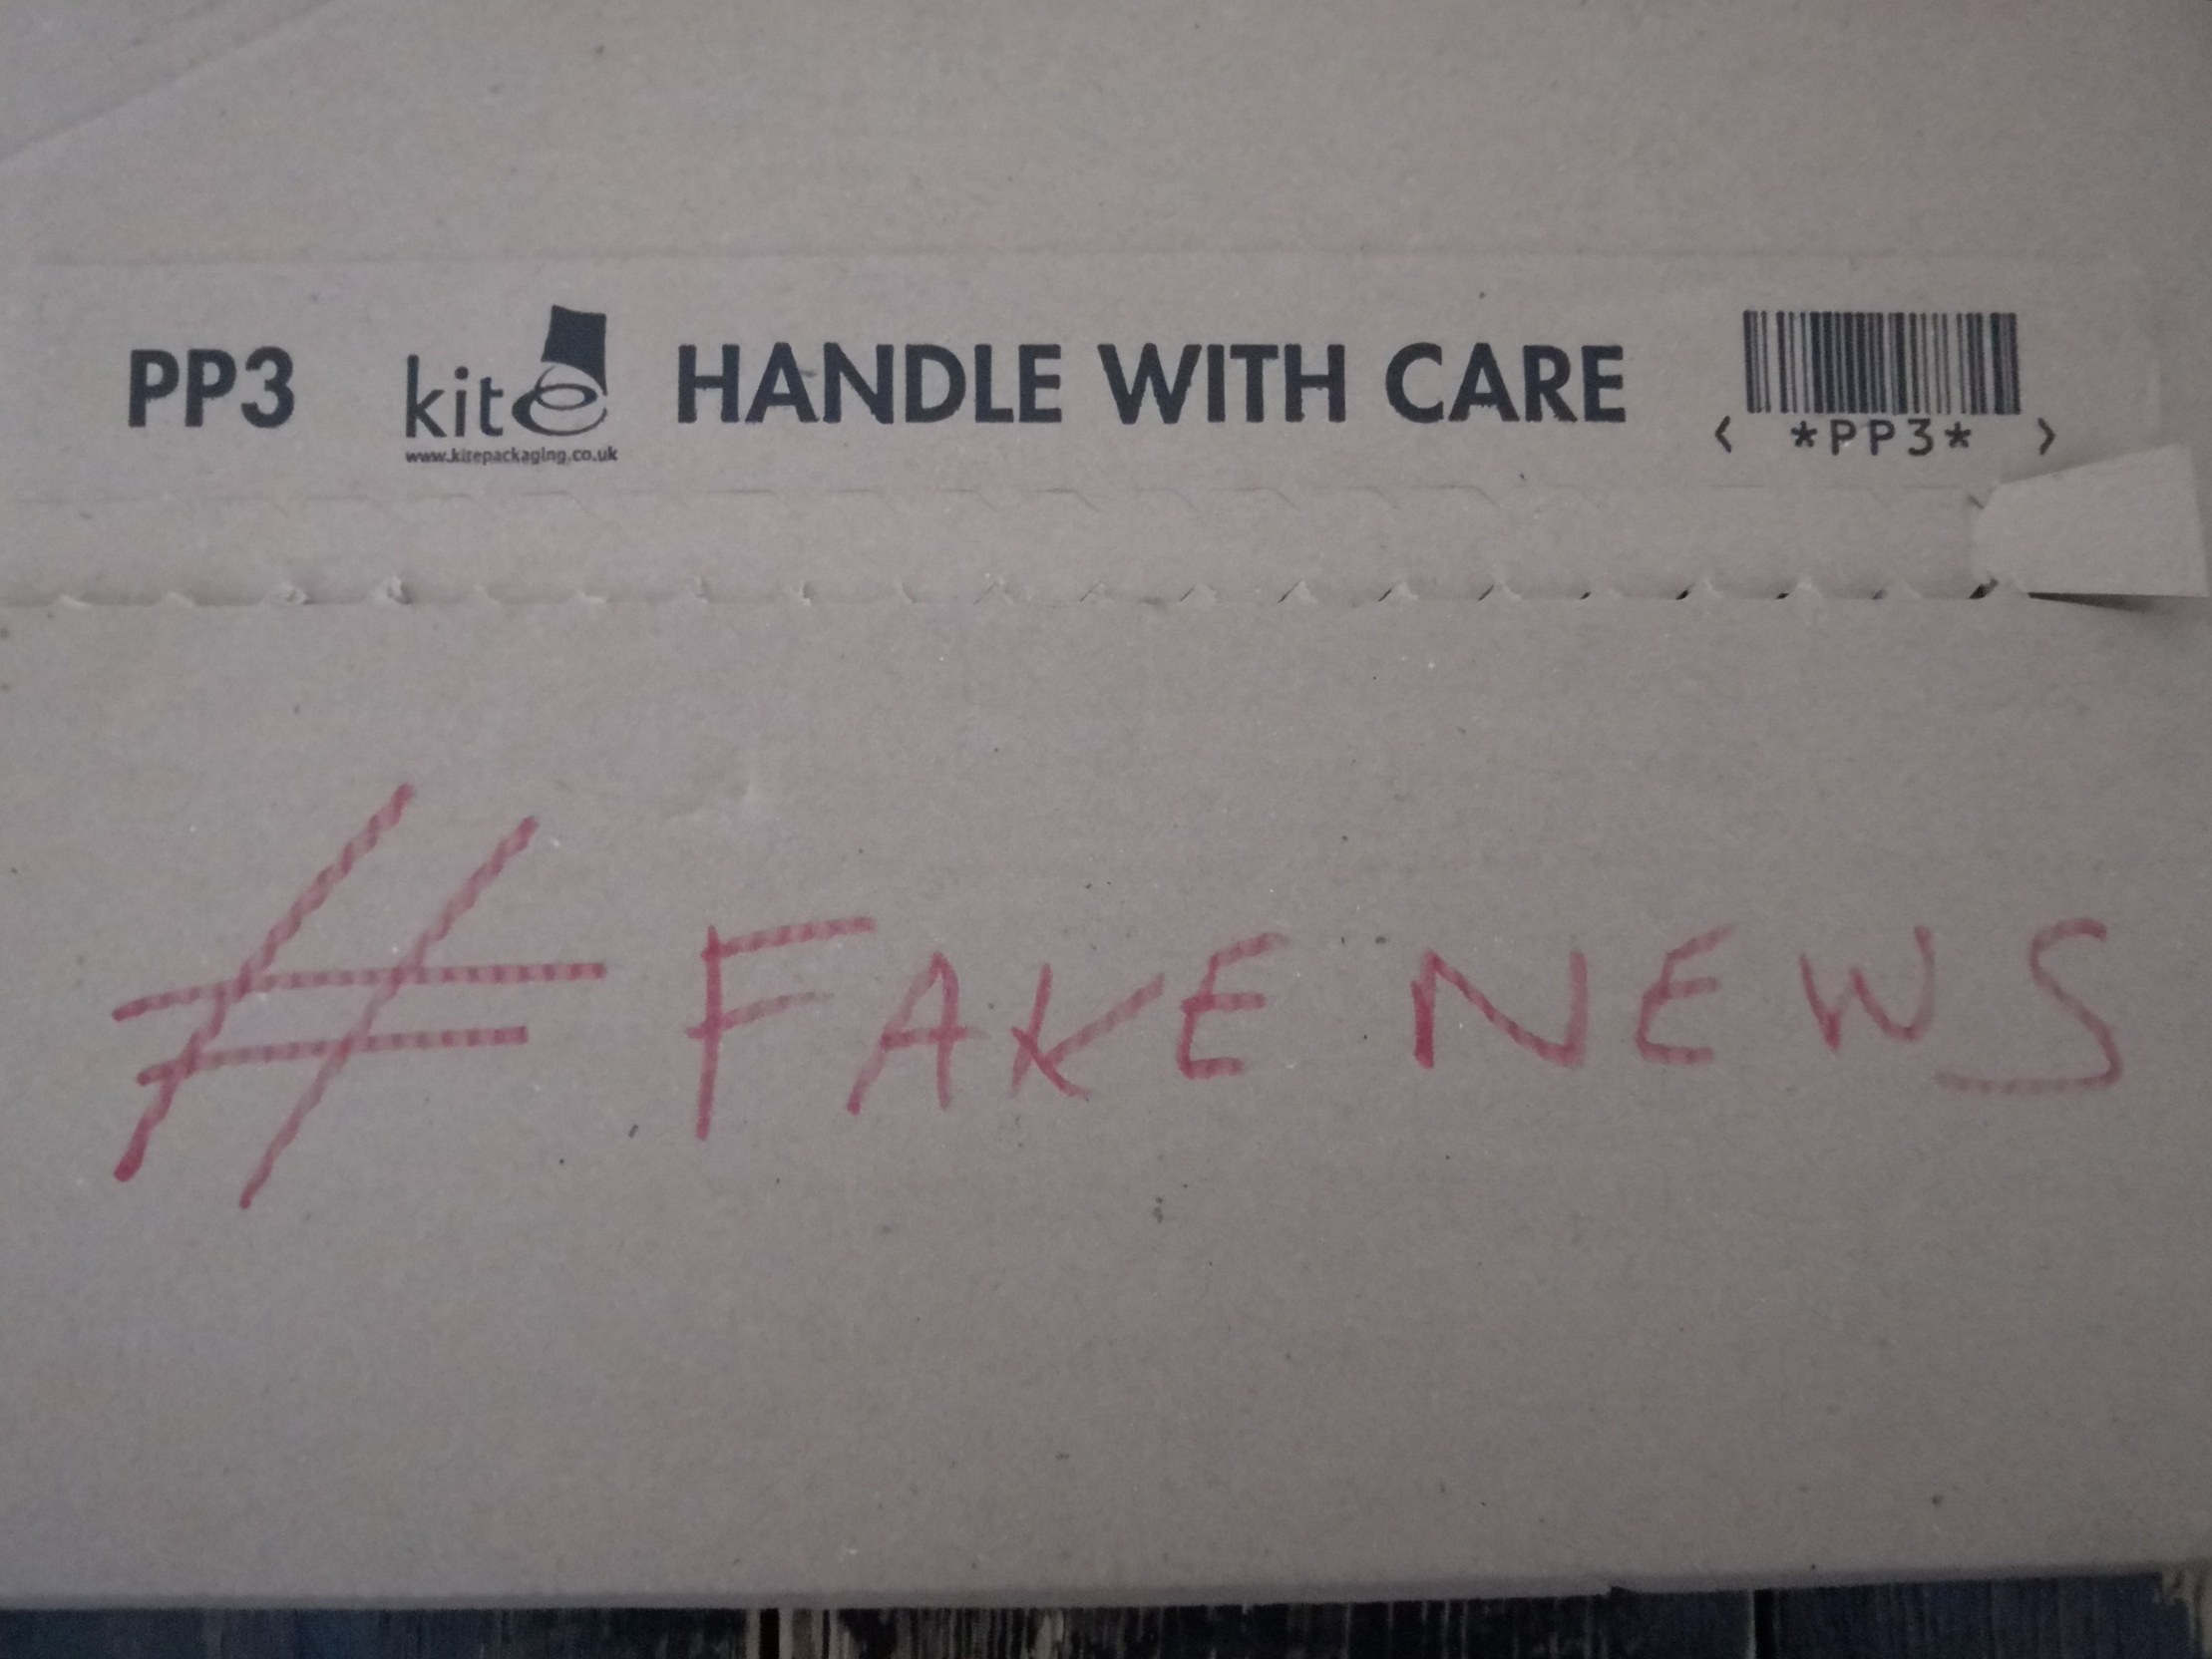 PP3 kite HANDLE WITH CARE
www.kitepackaging.co.uk
< *PP3* >
# FAKE NEWS